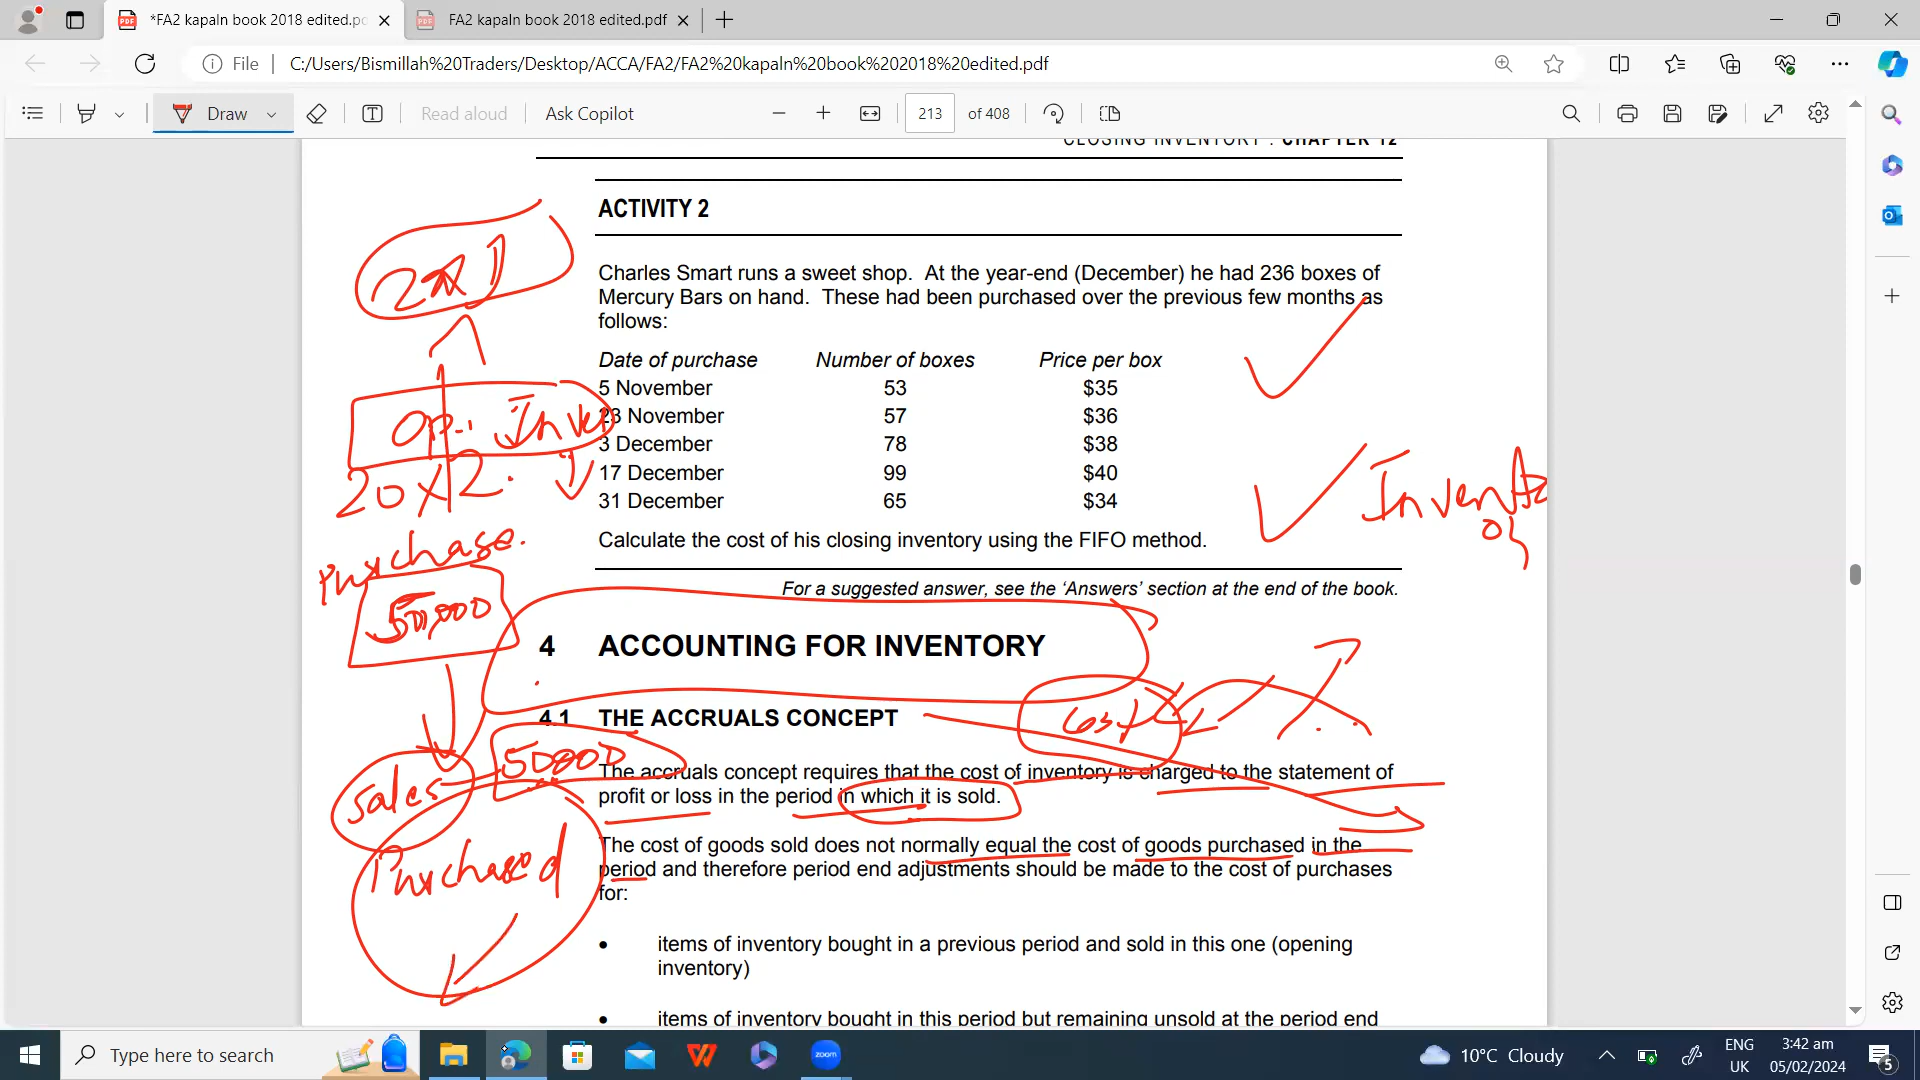 *FA2 kapaln book 2018 edited.pd
FA2 kapaln book 2018 edited.pdf
File
C:/Users/Bismillah%20Traders/Desktop/ACCA/FA2/FA2%20kapaln%20book%202018%20edited.pdf
Draw
Read aloud
Ask Copilot
213 of 408
CLOSING INVENTORY : CHAPTER 12
ACTIVITY 2
Charles Smart runs a sweet shop. At the year-end (December) he had 236 boxes of
Mercury Bars on hand. These had been purchased over the previous few months as
follows:
Date of purchase Number of boxes Price per box
5 November 53 $35
23 November 57 $36
3 December 78 $38
17 December 99 $40
31 December 65 $34
Calculate the cost of his closing inventory using the FIFO method.
For a suggested answer, see the ‘Answers’ section at the end of the book.
4 ACCOUNTING FOR INVENTORY
4.1 THE ACCRUALS CONCEPT
The accruals concept requires that the cost of inventory is charged to the statement of
profit or loss in the period in which it is sold.
The cost of goods sold does not normally equal the cost of goods purchased in the
period and therefore period end adjustments should be made to the cost of purchases
for:
• items of inventory bought in a previous period and sold in this one (opening
inventory)
• items of inventory bought in this period but remaining unsold at the period end
Op. Inven
20X2.
Purchase.
50,000
Sales
50000
Purchased
Cost
Type here to search
zoom
10°C Cloudy
ENG
UK
3:42 am
05/02/2024
5